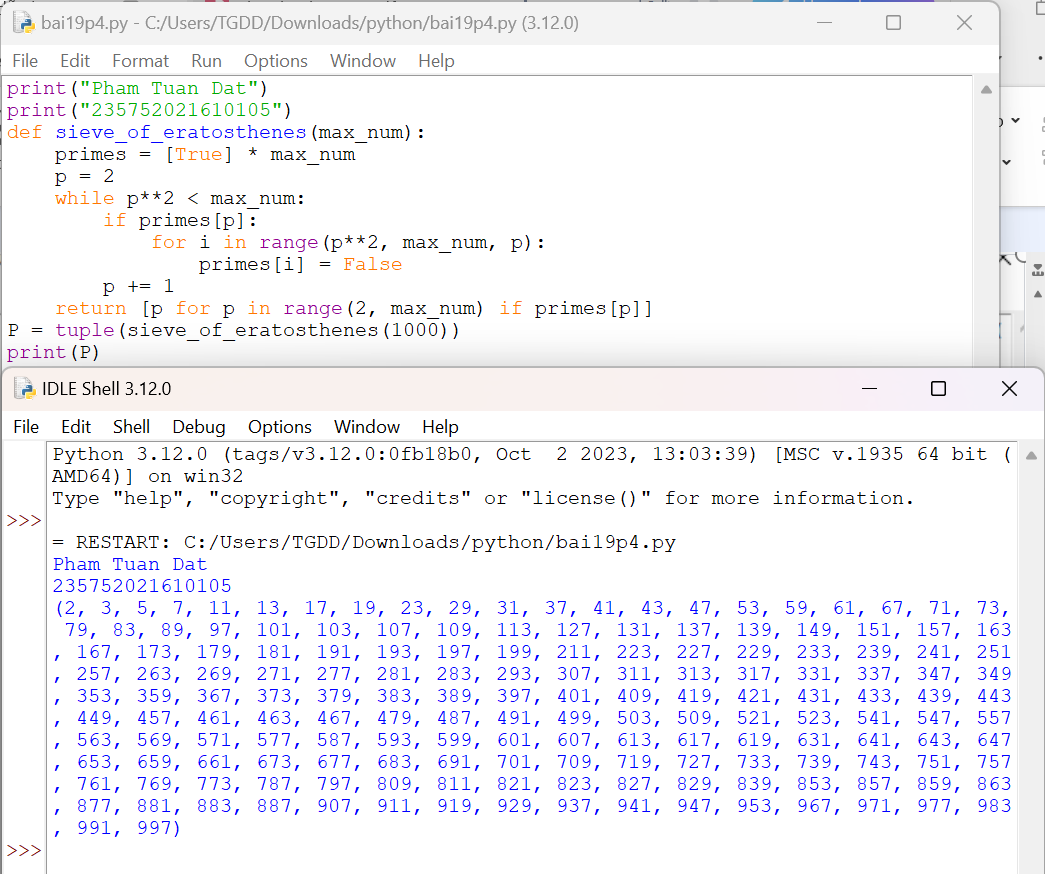 bai19p4.py - C:/Users/TGDD/Downloads/python/bai19p4.py (3.12.0)
File Edit Format Run Options Window Help
print("Pham Tuan Dat")
print("235752021610105")
def sieve_of_eratosthenes(max_num):
    primes = [True] * max_num
    p = 2
    while p**2 < max_num:
        if primes[p]:
            for i in range(p**2, max_num, p):
                primes[i] = False
        p += 1
    return [p for p in range(2, max_num) if primes[p]]
P = tuple(sieve_of_eratosthenes(1000))
print(P)
IDLE Shell 3.12.0
File Edit Shell Debug Options Window Help
Python 3.12.0 (tags/v3.12.0:0fb18b0, Oct  2 2023, 13:03:39) [MSC v.1935 64 bit (
AMD64)] on win32
Type "help", "copyright", "credits" or "license()" for more information.
>>>
= RESTART: C:/Users/TGDD/Downloads/python/bai19p4.py
Pham Tuan Dat
235752021610105
(2, 3, 5, 7, 11, 13, 17, 19, 23, 29, 31, 37, 41, 43, 47, 53, 59, 61, 67, 71, 73,
 79, 83, 89, 97, 101, 103, 107, 109, 113, 127, 131, 137, 139, 149, 151, 157, 163
, 167, 173, 179, 181, 191, 193, 197, 199, 211, 223, 227, 229, 233, 239, 241, 251
, 257, 263, 269, 271, 277, 281, 283, 293, 307, 311, 313, 317, 331, 337, 347, 349
, 353, 359, 367, 373, 379, 383, 389, 397, 401, 409, 419, 421, 431, 433, 439, 443
, 449, 457, 461, 463, 467, 479, 487, 491, 499, 503, 509, 521, 523, 541, 547, 557
, 563, 569, 571, 577, 587, 593, 599, 601, 607, 613, 617, 619, 631, 641, 643, 647
, 653, 659, 661, 673, 677, 683, 691, 701, 709, 719, 727, 733, 739, 743, 751, 757
, 761, 769, 773, 787, 797, 809, 811, 821, 823, 827, 829, 839, 853, 857, 859, 863
, 877, 881, 883, 887, 907, 911, 919, 929, 937, 941, 947, 953, 967, 971, 977, 983
, 991, 997)
>>>